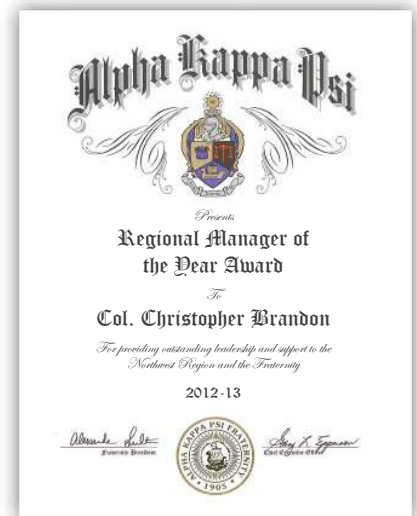 Alpha Kappa Psi
Presents
Regional Manager of
the Year Award
To
Col. Christopher Brandon
For providing outstanding leadership and support to the
Northwest Region and the Fraternity
2012-13
Fraternity President
Chief Executive Officer
ALPHA KAPPA PSI FRATERNITY
• 1905 •